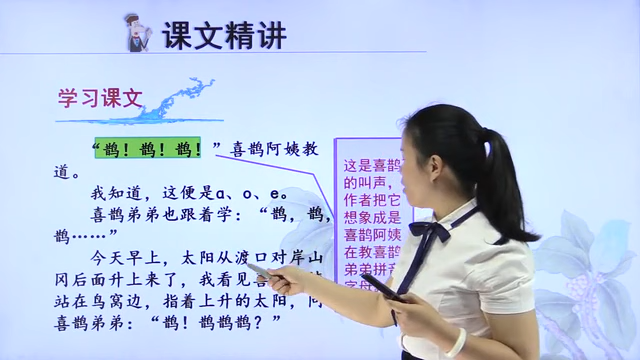 课文精讲
学习课文
“鹊！鹊！鹊！”喜鹊阿姨教
道。
我知道，这便是a、o、e。
喜鹊弟弟也跟着学：“鹊，鹊，
鹊……”
今天早上，太阳从渡口对岸山
冈后面升上来了，我看见喜
站在鸟窝边，指着上升的太阳，问
喜鹊弟弟：“鹊！鹊鹊鹊？”
这是喜鹊
的叫声，
作者把它
想象成是
喜鹊阿姨
在教喜鹊
弟弟拼音
字母